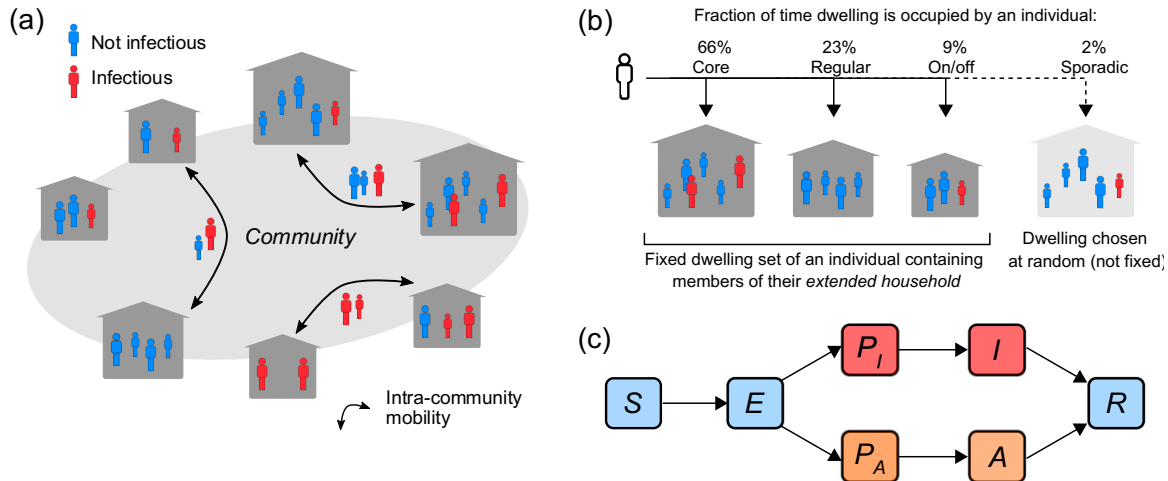 (a)
Not infectious
Infectious
Community
Intra-community
mobility
(b)
Fraction of time dwelling is occupied by an individual:
66% 23% 9% 2%
Core Regular On/off Sporadic
Fixed dwelling set of an individual containing
members of their extended household
Dwelling chosen
at random (not fixed)
(c)
P_I I
S E R
P_A A